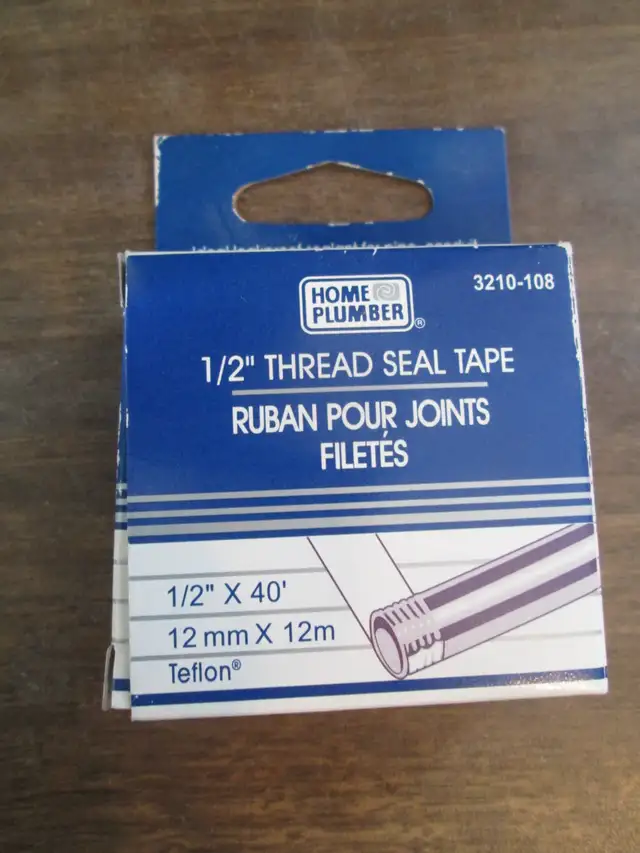 HOME
PLUMBER®
3210-108
1/2" THREAD SEAL TAPE
RUBAN POUR JOINTS
FILETÉS
1/2" X 40'
12 mm X 12m
Teflon®